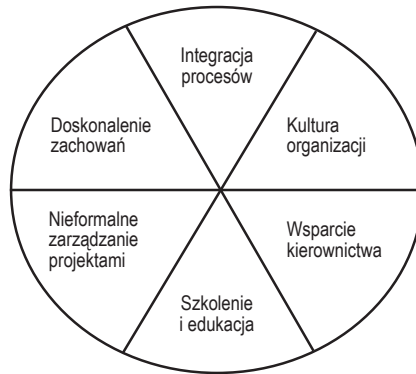 Integracja
procesów
Doskonalenie
zachowań
Kultura
organizacji
Nieformalne
zarządzanie
projektami
Wsparcie
kierownictwa
Szkolenie
i edukacja